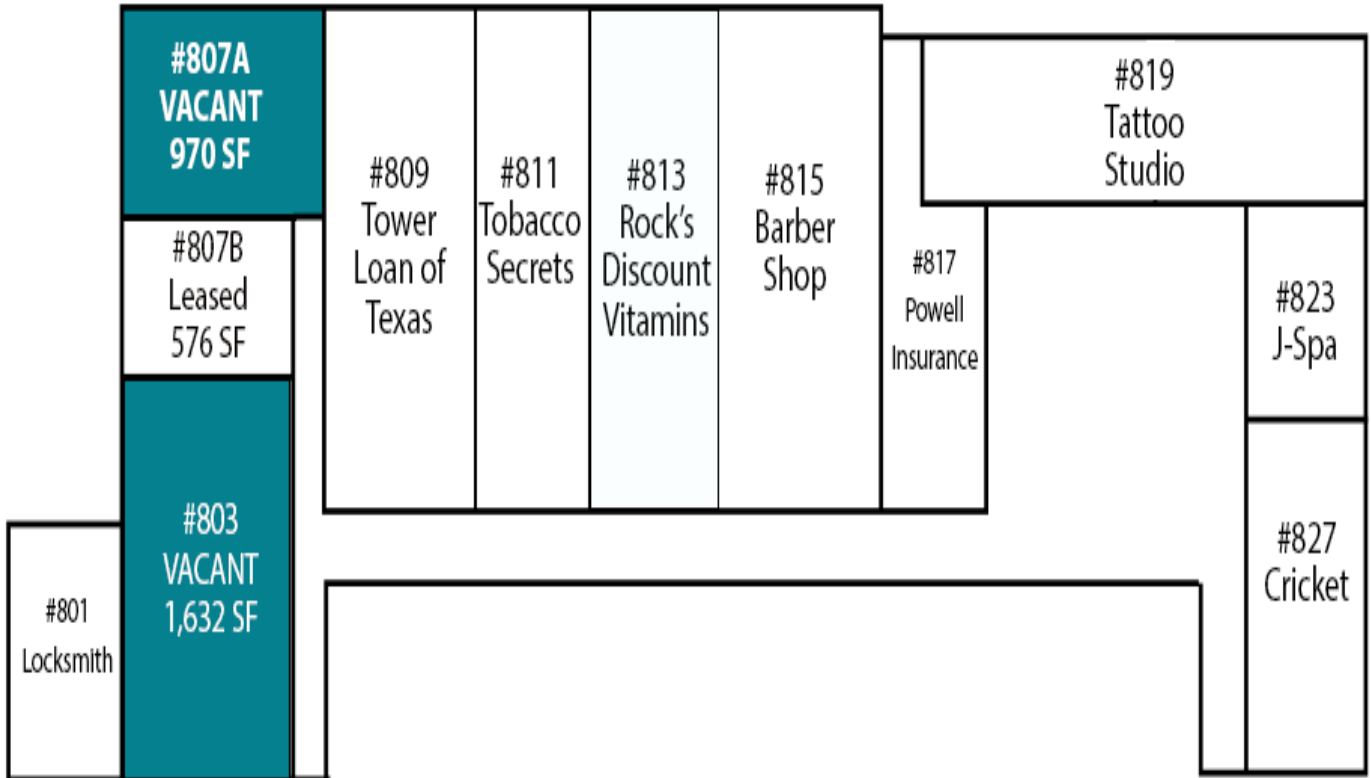 #807A
VACANT
970 SF
#807B
Leased
576 SF
#803
VACANT
1,632 SF
#801
Locksmith
#809
Tower
Loan of
Texas
#811
Tobacco
Secrets
#813
Rock's
Discount
Vitamins
#815
Barber
Shop
#817
Powell
Insurance
#819
Tattoo
Studio
#823
J-Spa
#827
Cricket